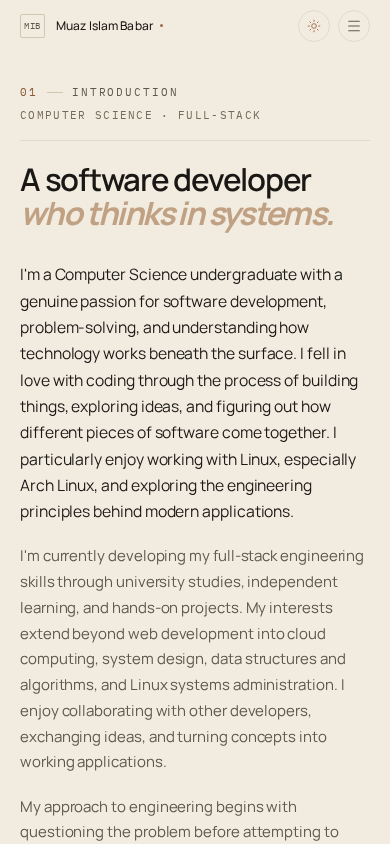 MIB
Muaz Islam Babar
01 — INTRODUCTION
COMPUTER SCIENCE · FULL-STACK
A software developer
who thinks in systems.
I'm a Computer Science undergraduate with a
genuine passion for software development,
problem-solving, and understanding how
technology works beneath the surface. I fell in
love with coding through the process of building
things, exploring ideas, and figuring out how
different pieces of software come together. I
particularly enjoy working with Linux, especially
Arch Linux, and exploring the engineering
principles behind modern applications.
I'm currently developing my full-stack engineering
skills through university studies, independent
learning, and hands-on projects. My interests
extend beyond web development into cloud
computing, system design, data structures and
algorithms, and Linux systems administration. I
enjoy collaborating with other developers,
exchanging ideas, and turning concepts into
working applications.
My approach to engineering begins with
questioning the problem before attempting to